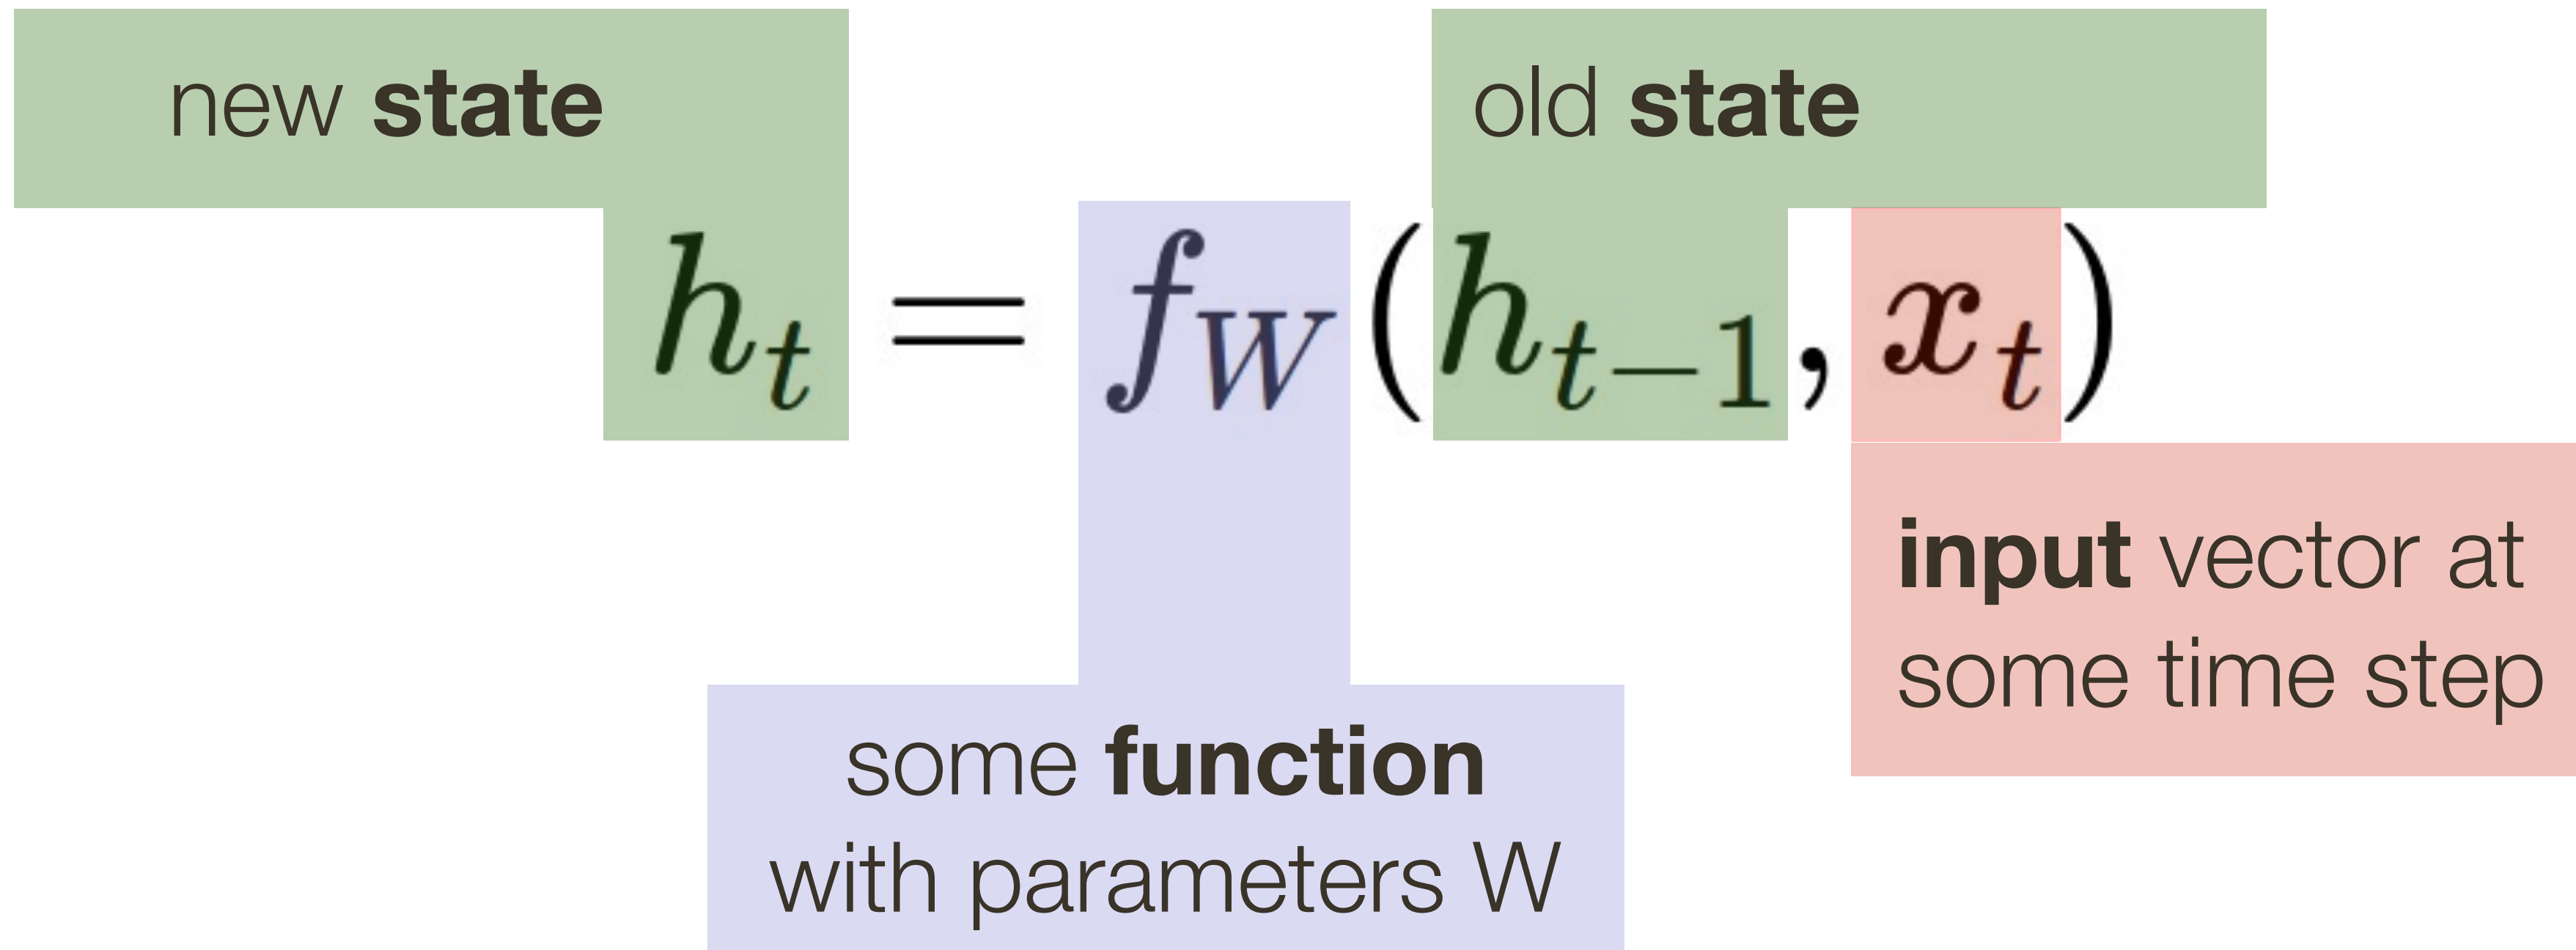 new state
old state
h_t = f_W(h_{t-1}, x_t)
input vector at
some time step
some function
with parameters W